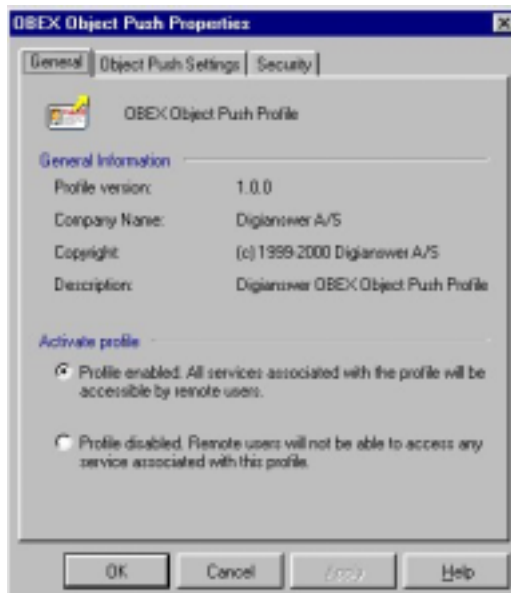 OBEX Object Push Properties
General
Object Push Settings
Security
OBEX Object Push Profile
General Information
Profile version: 1.0.0
Company Name: Digianswer A/S
Copyright: (c) 1999-2000 Digianswer A/S
Description: Digianswer OBEX Object Push Profile
Activate profile
Profile enabled. All services associated with the profile will be
accessible by remote users.
Profile disabled. Remote users will not be able to access any
service associated with this profile.
OK
Cancel
Apply
Help